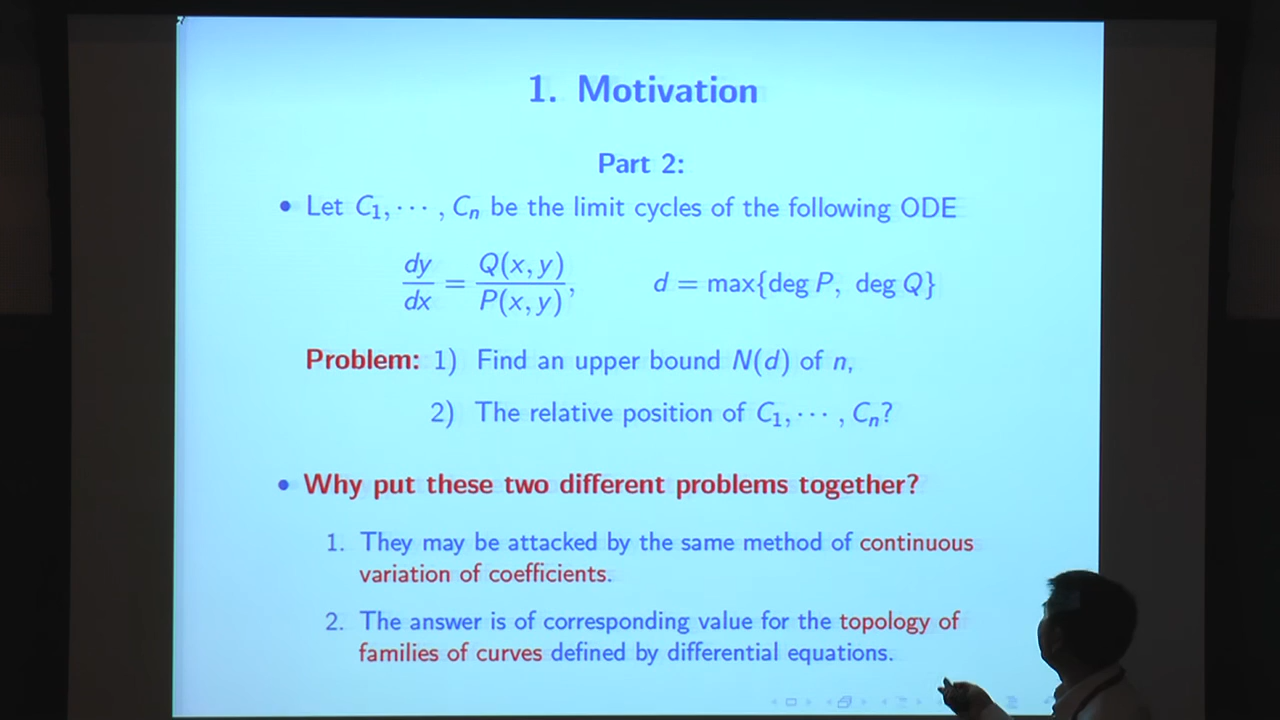 1. Motivation
Part 2:
• Let C₁, ⋯ , Cₙ be the limit cycles of the following ODE
dy/dx = Q(x, y)/P(x, y), d = max{deg P, deg Q}
Problem: 1) Find an upper bound N(d) of n,
2) The relative position of C₁, ⋯ , Cₙ?
• Why put these two different problems together?
1. They may be attacked by the same method of continuous
variation of coefficients.
2. The answer is of corresponding value for the topology of
families of curves defined by differential equations.